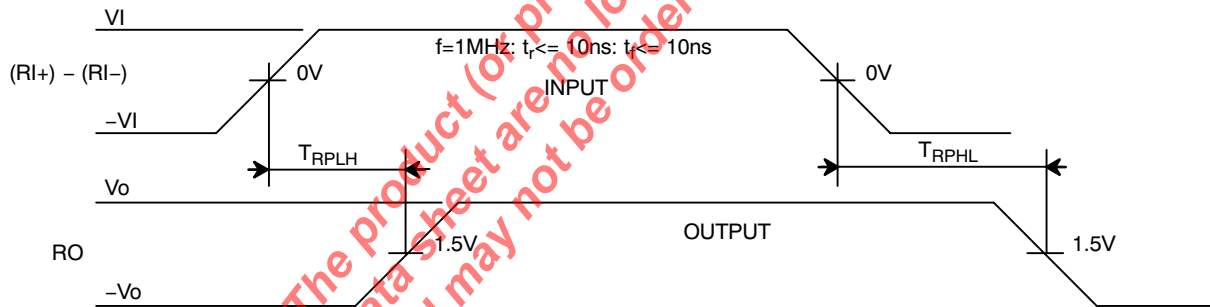 VI
f=1MHz: tr<= 10ns: tf<= 10ns
(RI+) − (RI−)
0V
0V
INPUT
−VI
TRPLH
TRPHL
Vo
OUTPUT
RO
1.5V
1.5V
−Vo
The product (or pr
ata sheet are no lo
d may not be order